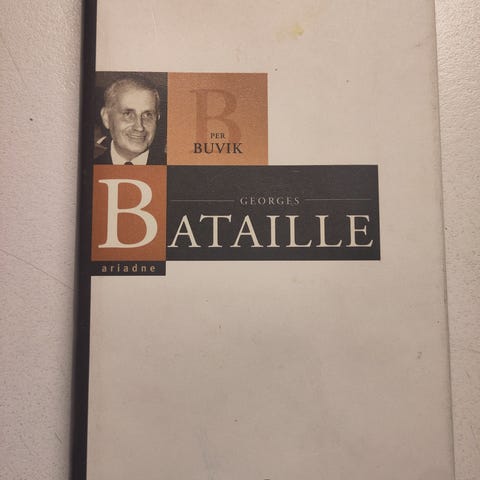 B
PER
BUVIK
GEORGES
BATAILLE
ariadne